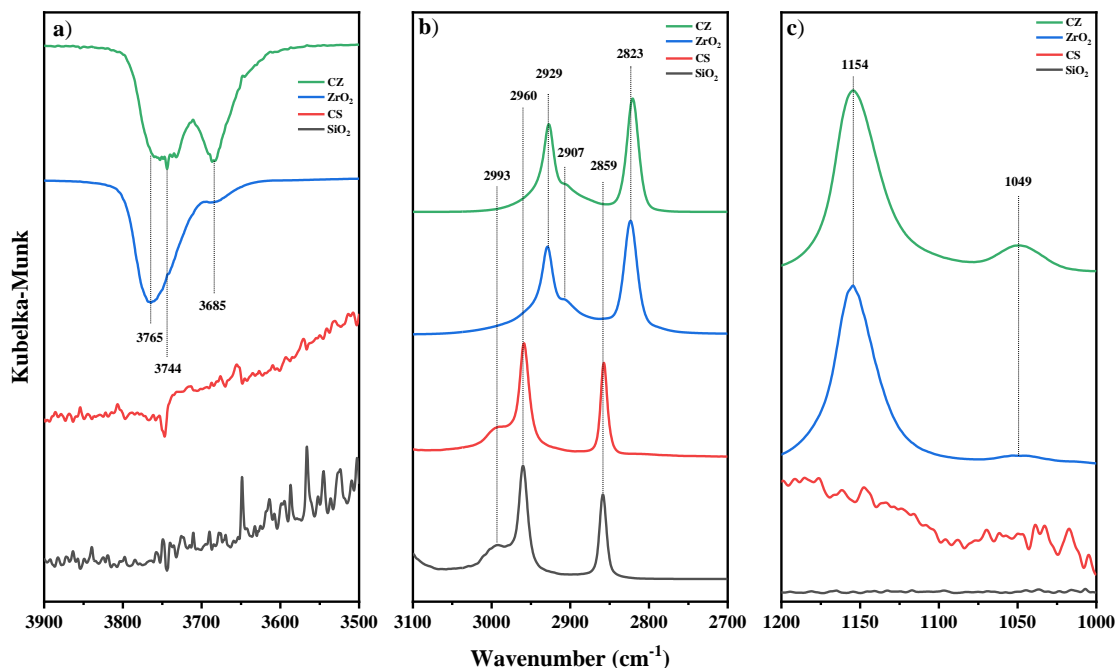 a)
CZ
ZrO₂
CS
SiO₂
3765
3744
3685
3900 3800 3700 3600 3500
b)
CZ
ZrO₂
CS
SiO₂
2993
2960
2929
2907
2859
2823
3100 3000 2900 2800 2700
c)
CZ
ZrO₂
CS
SiO₂
1154
1049
1200 1150 1100 1050 1000
Kubelka-Munk
Wavenumber (cm⁻¹)